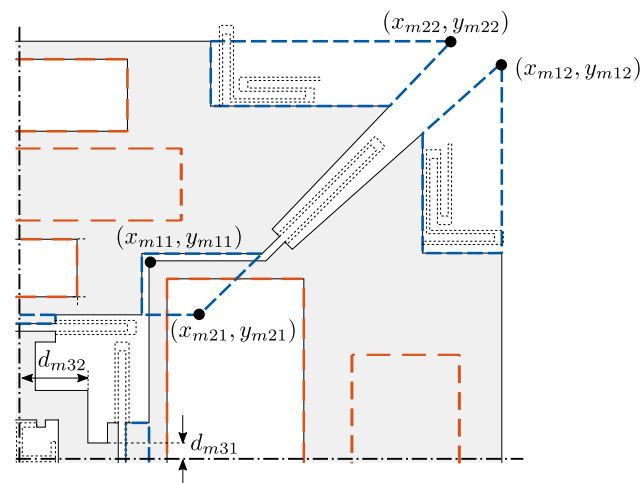 (x_{m22}, y_{m22})
(x_{m12}, y_{m12})
(x_{m11}, y_{m11})
(x_{m21}, y_{m21})
d_{m32}
d_{m31}